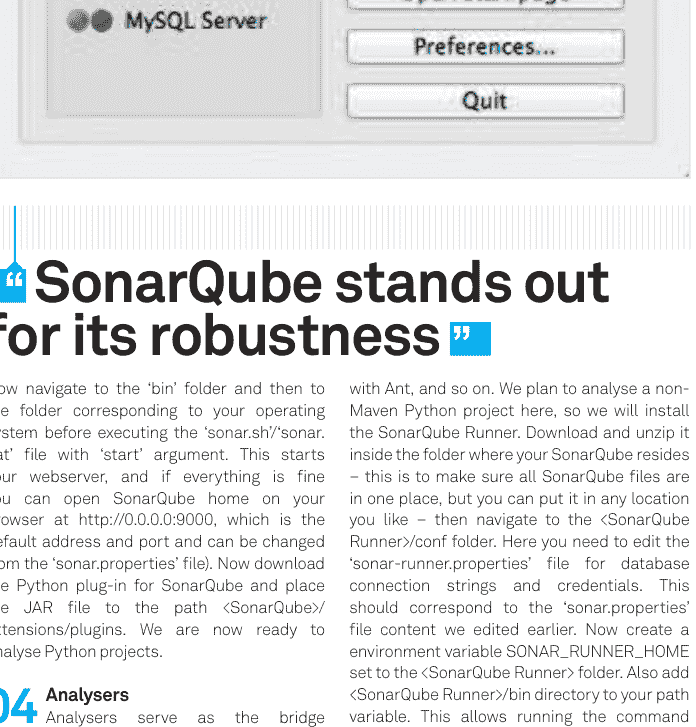 MySQL Server
Preferences...
Quit
“ SonarQube stands out
for its robustness ”
navigate to the ‘bin’ folder and then to
folder corresponding to your operating
before executing the ‘sonar.sh’/‘sonar.
file with ‘start’ argument. This starts
webserver, and if everything is fine
can open SonarQube home on your
at http://0.0.0.0:9000, which is the
address and port and can be changed
the ‘sonar.properties’ file). Now download
Python plug-in for SonarQube and place
JAR file to the path <SonarQube>/
extensions/plugins. We are now ready to
analyse Python projects.
04 Analysers
Analysers serve as the bridge
with Ant, and so on. We plan to analyse a non-
Maven Python project here, so we will install
the SonarQube Runner. Download and unzip it
inside the folder where your SonarQube resides
– this is to make sure all SonarQube files are
in one place, but you can put it in any location
you like – then navigate to the <SonarQube
Runner>/conf folder. Here you need to edit the
‘sonar-runner.properties’ file for database
connection strings and credentials. This
should correspond to the ‘sonar.properties’
file content we edited earlier. Now create a
environment variable SONAR_RUNNER_HOME
set to the <SonarQube Runner> folder. Also add
<SonarQube Runner>/bin directory to your path
variable. This allows running the command